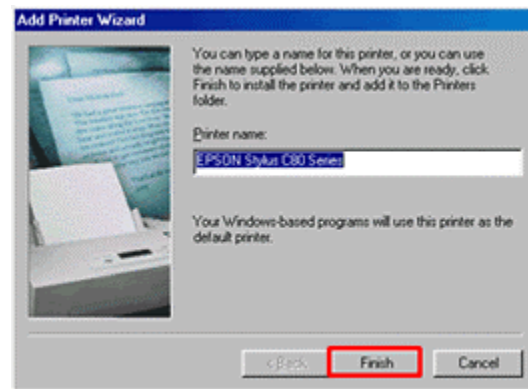 Add Printer Wizard
You can type a name for this printer, or you can use
the name supplied below. When you are ready, click
Finish to install the printer and add it to the Printers
folder.
Printer name:
EPSON Stylus C80 Series
Your Windows-based programs will use this printer as the
default printer.
< Back
Finish
Cancel